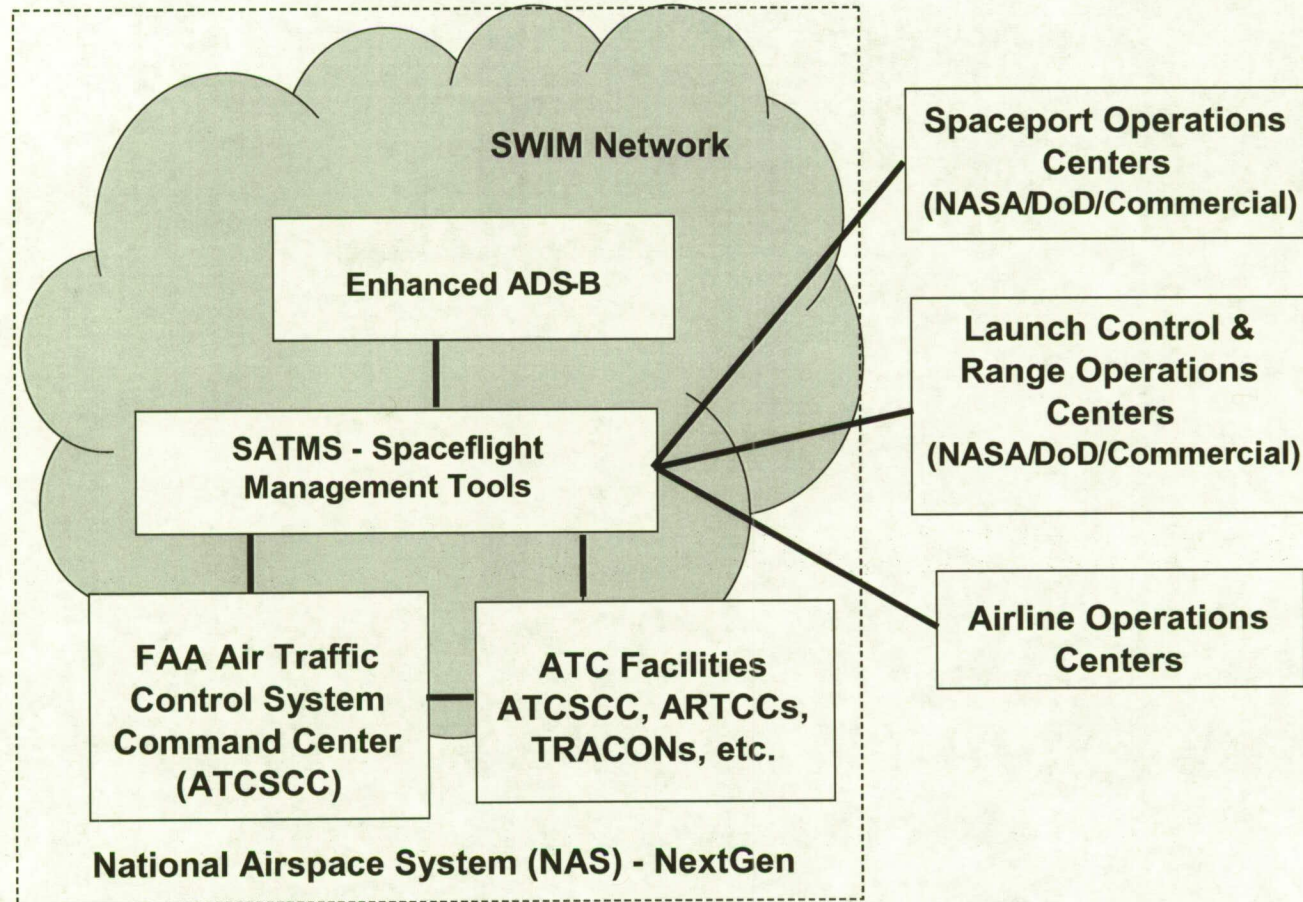 SWIM Network
Enhanced ADS-B
SATMS - Spaceflight
Management Tools
FAA Air Traffic
Control System
Command Center
(ATCSCC)
ATC Facilities
ATCSCC, ARTCCs,
TRACONs, etc.
National Airspace System (NAS) - NextGen
Spaceport Operations
Centers
(NASA/DoD/Commercial)
Launch Control &
Range Operations
Centers
(NASA/DoD/Commercial)
Airline Operations
Centers